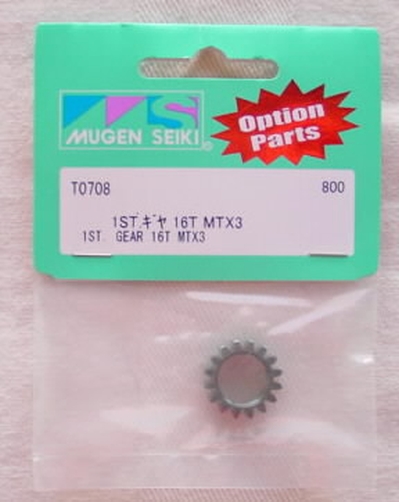 MUGEN SEIKI
Option
Parts
T0708 800
1STギヤ 16T MTX3
1ST GEAR 16T MTX3